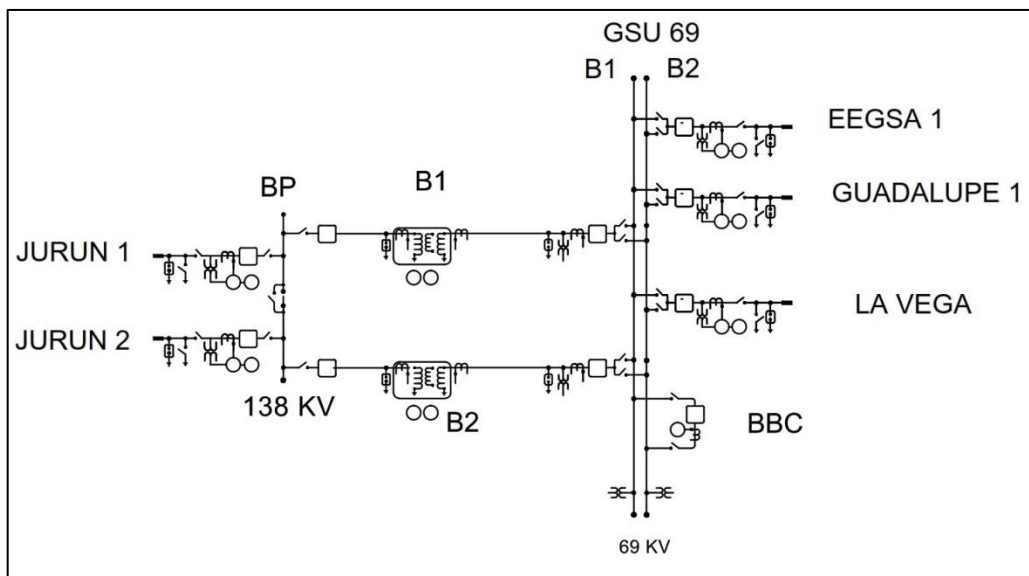 GSU 69
B1 B2
EEGSA 1
BP
B1
GUADALUPE 1
JURUN 1
LA VEGA
JURUN 2
138 KV
B2
BBC
69 KV